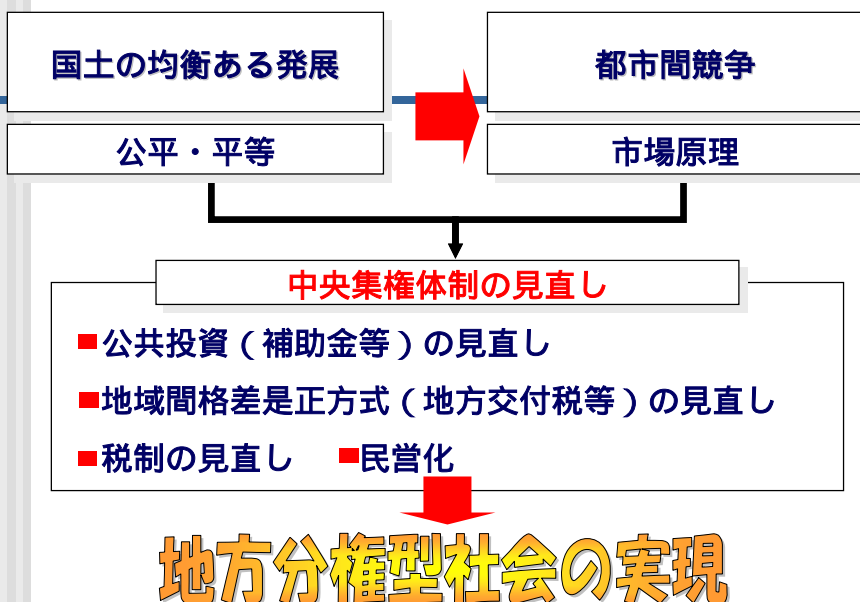 国土の均衡ある発展
都市間競争
公平・平等
市場原理
中央集権体制の見直し
公共投資（補助金等）の見直し
地域間格差是正方式（地方交付税等）の見直し
税制の見直し
民営化
地方分権型社会の実現